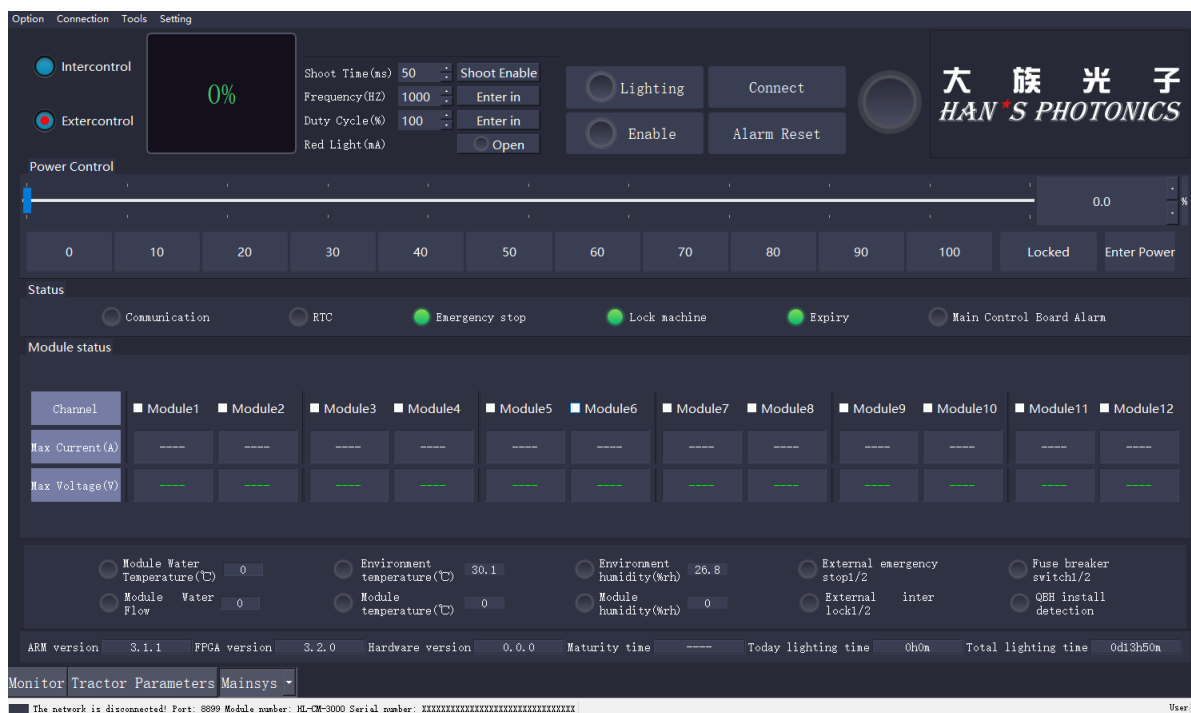 Option Connection Tools Setting
Intercontrol
Extercontrol
0%
Shoot Time(ms) 50 Shoot Enable
Frequency(HZ) 1000 Enter in
Duty Cycle(%) 100 Enter in
Red Light(mA) Open
Lighting Connect
Enable Alarm Reset
大族光子
HAN*S PHOTONICS
Power Control
0.0 %
0 10 20 30 40 50 60 70 80 90 100 Locked Enter Power
Status
Communication RTC Emergency stop Lock machine Expiry Main Control Board Alarm
Module status
Channel Module1 Module2 Module3 Module4 Module5 Module6 Module7 Module8 Module9 Module10 Module11 Module12
Max Current(A) ---- ---- ---- ---- ---- ---- ---- ---- ---- ---- ---- ----
Max Voltage(V) ---- ---- ---- ---- ---- ---- ---- ---- ---- ---- ---- ----
Module Water
Temperature(℃) 0
Environment
temperature(℃) 30.1
Environment
humidity(%rh) 26.8
External emergency
stop1/2
Fuse breaker
switch1/2
Module Water
Flow 0
Module
temperature(℃) 0
Module
humidity(%rh) 0
External inter
lock1/2
QBH install
detection
ARM version 3.1.1 FPGA version 3.2.0 Hardware version 0.0.0 Maturity time ---- Today lighting time 0h0m Total lighting time 0d13h50m
Monitor Tractor Parameters Mainsys
The network is disconnected! Port: 8899 Module number: HL-CM-3000 Serial number: XXXXXXXXXXXXXXXXXXXXXXXXXXXXXXXX User